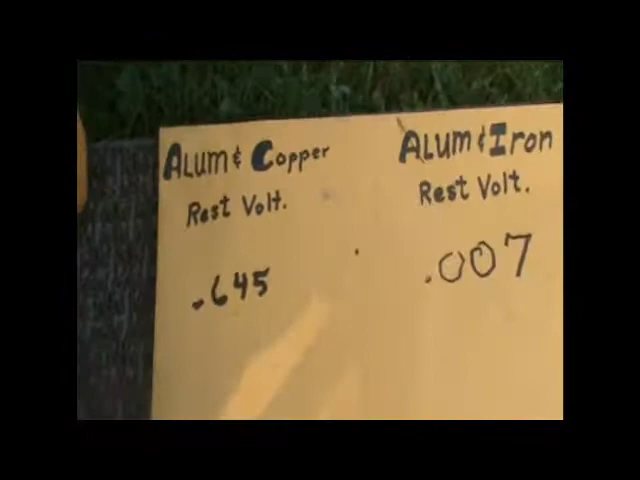 Alum & Copper
Rest Volt.
.645
Alum & Iron
Rest Volt.
.007